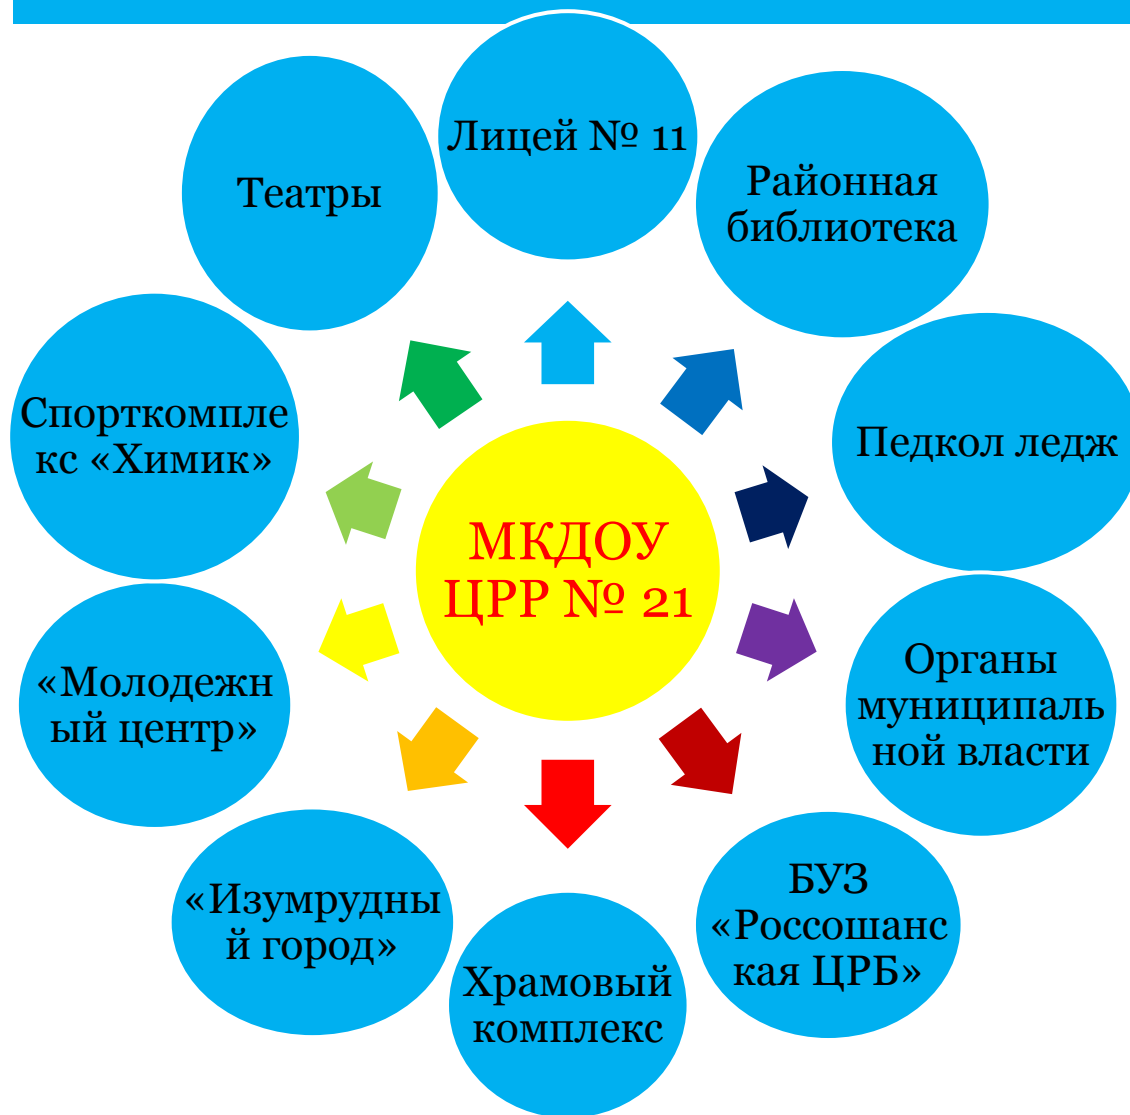 Лицей № 11
Районная
библиотека
Педкол ледж
Органы
муниципаль
ной власти
БУЗ
«Россошанс
кая ЦРБ»
Храмовый
комплекс
«Изумрудны
й город»
«Молодежн
ый центр»
Спорткомпле
кс «Химик»
Театры
МКДОУ
ЦРР № 21